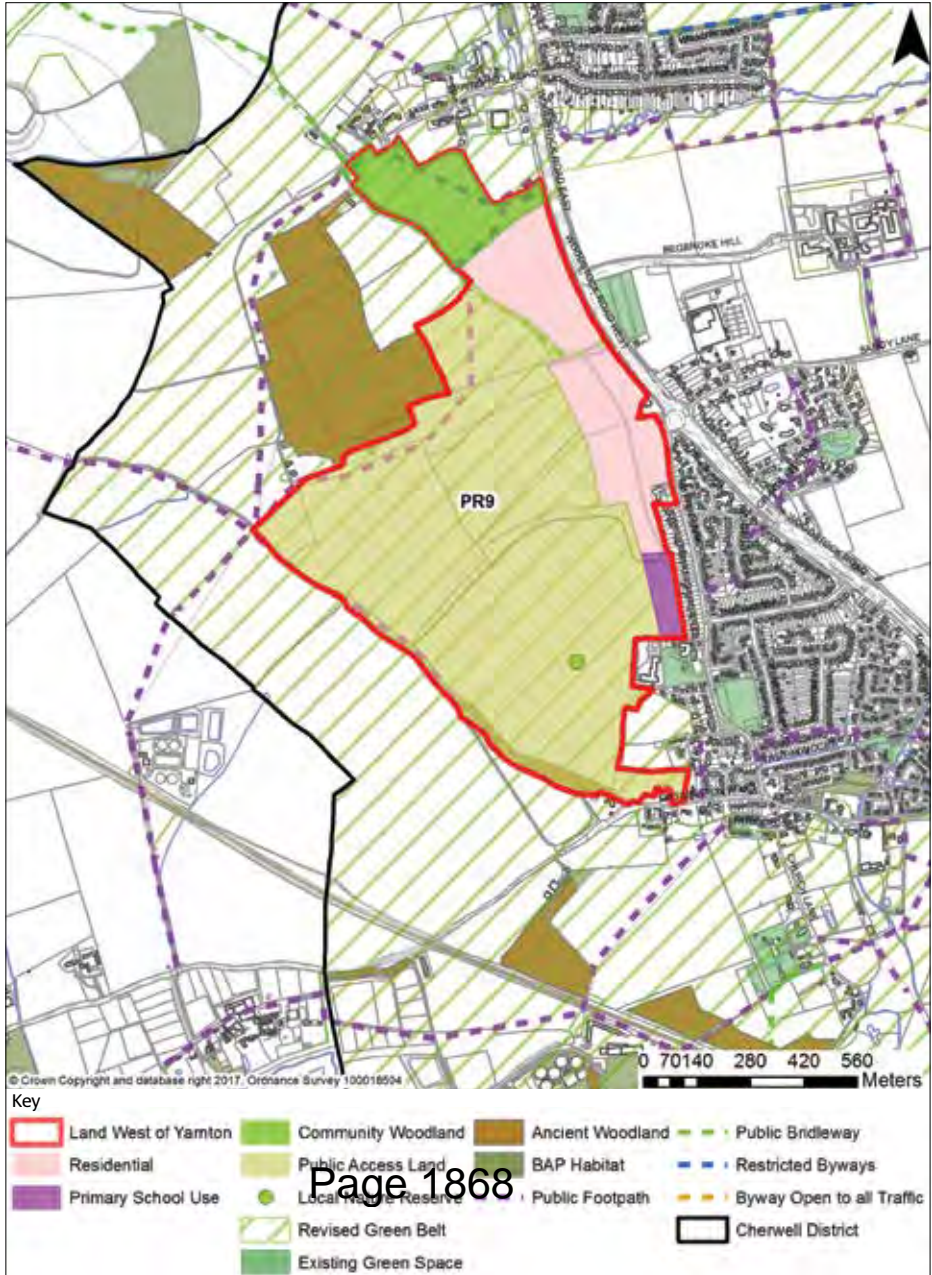 BEGBROKE HILL
SANDY LANE
PR9
CHURCH LANE
0 70140 280 420 560
Meters
© Crown Copyright and database right 2017. Ordnance Survey 100018504
Key
Land West of Yarnton
Community Woodland
Ancient Woodland
Public Bridleway
Residential
Public Access Land
BAP Habitat
Restricted Byways
Primary School Use
Local Nature Reserve
Public Footpath
Byway Open to all Traffic
Page 1868
Revised Green Belt
Cherwell District
Existing Green Space